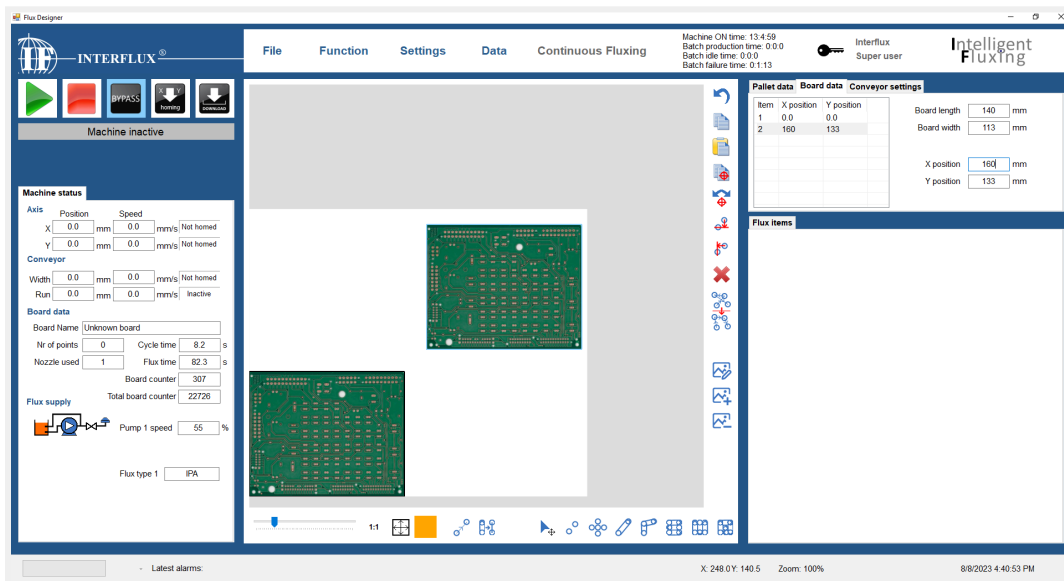 Flux Designer
INTERFLUX®
File Function Settings Data Continuous Fluxing
Machine ON time: 13:4:59
Batch production time: 0:0:0
Batch idle time: 0:0:0
Batch failure time: 0:1:13
Interflux
Super user
Intelligent
Fluxing
BYPASS
X Y
homing
DOWNLOAD
Machine inactive
Machine status
Axis Position Speed
X 0.0 mm 0.0 mm/s Not homed
Y 0.0 mm 0.0 mm/s Not homed
Conveyor
Width 0.0 mm 0.0 mm/s Not homed
Run 0.0 mm 0.0 mm/s Inactive
Board data
Board Name Unknown board
Nr of points 0 Cycle time 8.2 s
Nozzle used 1 Flux time 82.3 s
Board counter 307
Total board counter 22726
Flux supply
Pump 1 speed 55 %
Flux type 1 IPA
1:1
Pallet data Board data Conveyor settings
Item X position Y position
1 0.0 0.0
2 160 133
Board length 140 mm
Board width 113 mm
X position 160 mm
Y position 133 mm
Flux items
- Latest alarms:
X: 248.0 Y: 140.5 Zoom: 100% 8/8/2023 4:40:53 PM